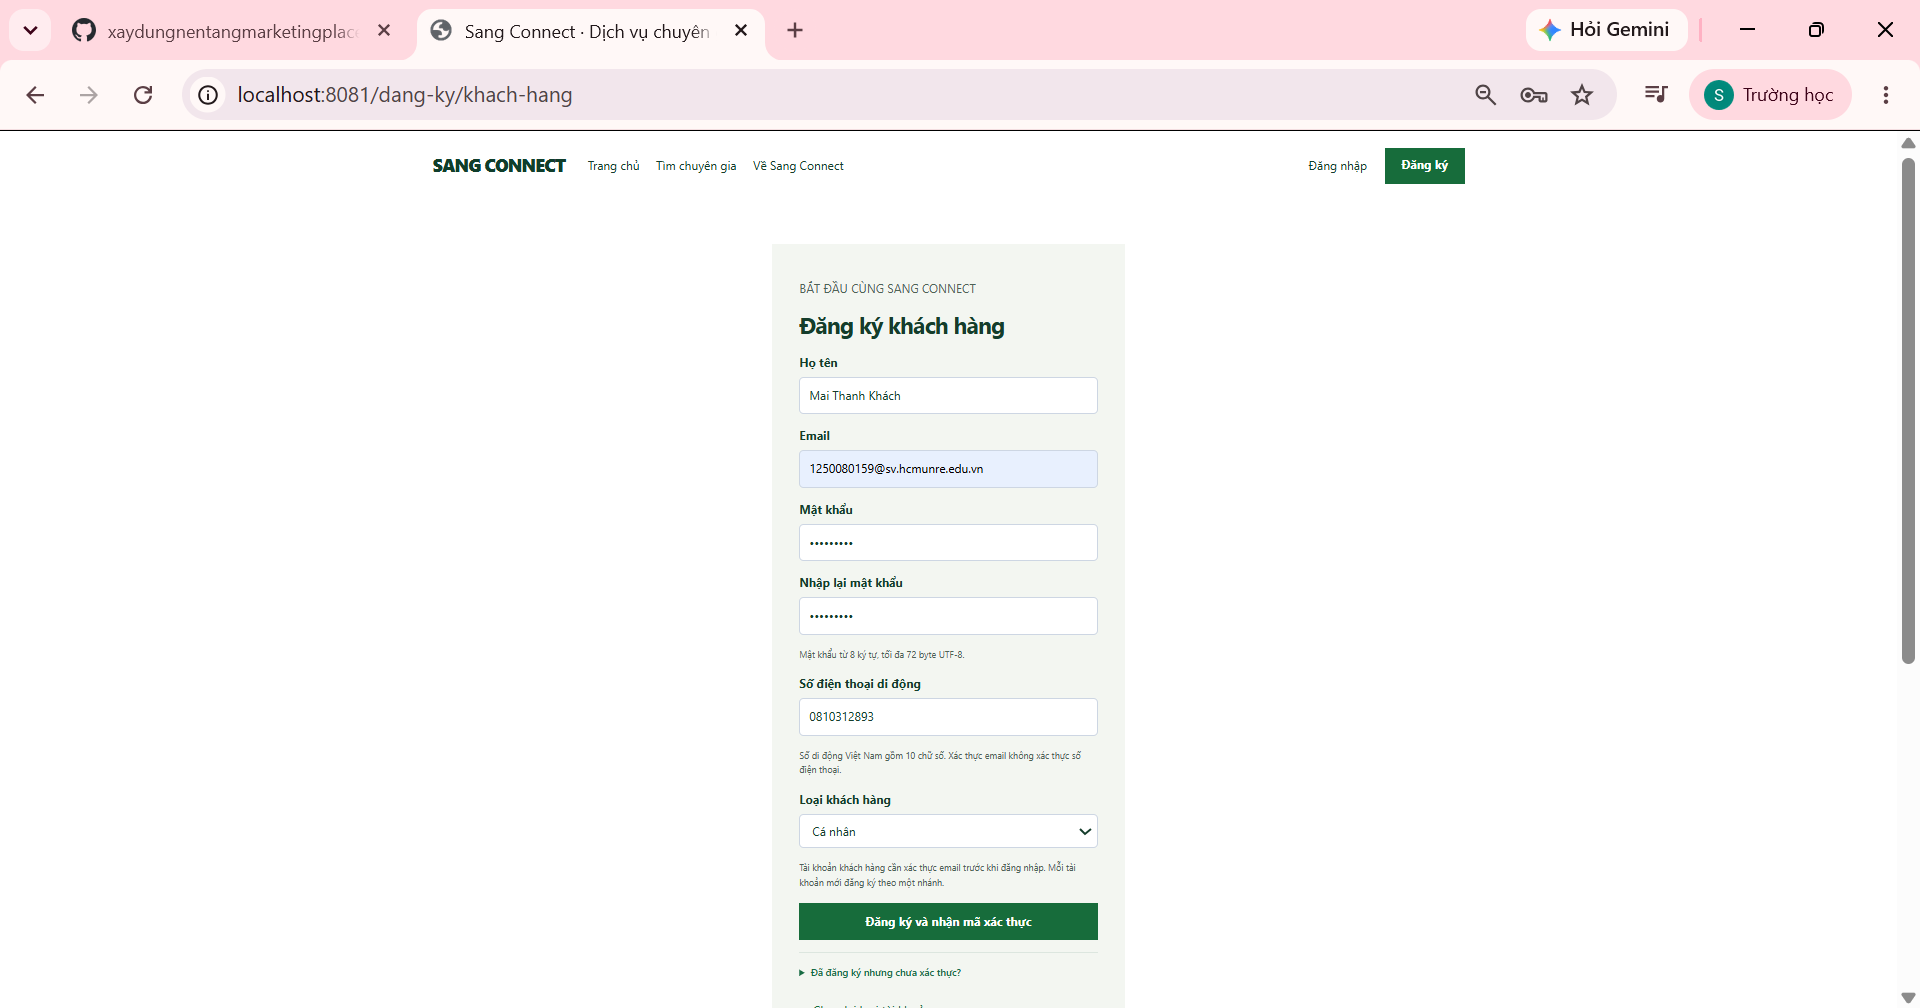 xaydungnentangmarketingplac
Sang Connect · Dịch vụ chuyên
Hỏi Gemini
localhost:8081/dang-ky/khach-hang
S
Trường học
SANG CONNECT
Trang chủ
Tìm chuyên gia
Về Sang Connect
Đăng nhập
Đăng ký
BẮT ĐẦU CÙNG SANG CONNECT
Đăng ký khách hàng
Họ tên
Mai Thanh Khách
Email
1250080159@sv.hcmunre.edu.vn
Mật khẩu
•••••••••
Nhập lại mật khẩu
•••••••••
Mật khẩu từ 8 ký tự, tối đa 72 byte UTF-8.
Số điện thoại di động
0810312893
Số di động Việt Nam gồm 10 chữ số. Xác thực email không xác thực số
điện thoại.
Loại khách hàng
Cá nhân
Tài khoản khách hàng cần xác thực email trước khi đăng nhập. Mỗi tài
khoản mới đăng ký theo một nhánh.
Đăng ký và nhận mã xác thực
Đã đăng ký nhưng chưa xác thực?